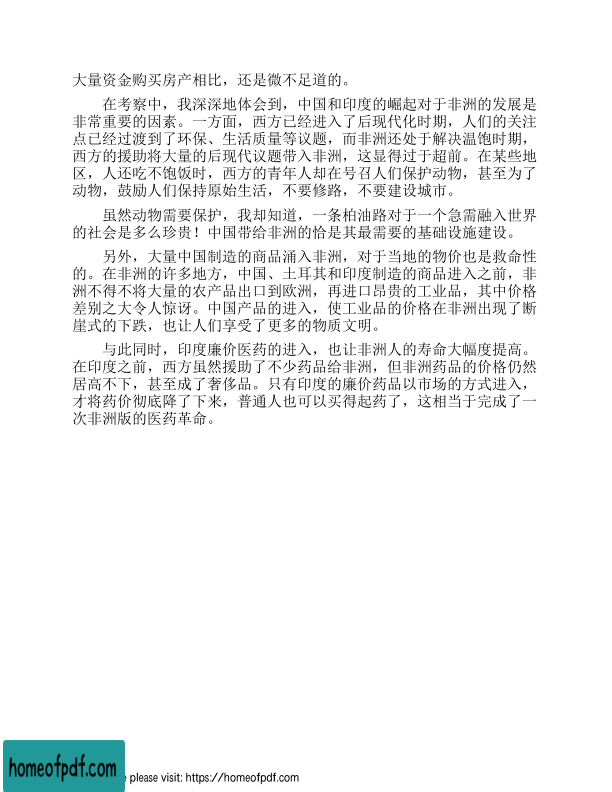 大量资金购买房产相比，还是微不足道的。
在考察中，我深深地体会到，中国和印度的崛起对于非洲的发展是
非常重要的因素。一方面，西方已经进入了后现代化时期，人们的关注
点已经过渡到了环保、生活质量等议题，而非洲还处于解决温饱时期，
西方的援助将大量的后现代议题带入非洲，这显得过于超前。在某些地
区，人还吃不饱饭时，西方的青年人却在号召人们保护动物，甚至为了
动物，鼓励人们保持原始生活，不要修路，不要建设城市。
虽然动物需要保护，我却知道，一条柏油路对于一个急需融入世界
的社会是多么珍贵！中国带给非洲的恰是其最需要的基础设施建设。
另外，大量中国制造的商品涌入非洲，对于当地的物价也是救命性
的。在非洲的许多地方，中国、土耳其和印度制造的商品进入之前，非
洲不得不将大量的农产品出口到欧洲，再进口昂贵的工业品，其中价格
差别之大令人惊讶。中国产品的进入，使工业品的价格在非洲出现了断
崖式的下跌，也让人们享受了更多的物质文明。
与此同时，印度廉价医药的进入，也让非洲人的寿命大幅度提高。
在印度之前，西方虽然援助了不少药品给非洲，但非洲药品的价格仍然
居高不下，甚至成了奢侈品。只有印度的廉价药品以市场的方式进入，
才将药价彻底降了下来，普通人也可以买得起药了，这相当于完成了一
次非洲版的医药革命。
homeofpdf.com
e please visit: https://homeofpdf.com